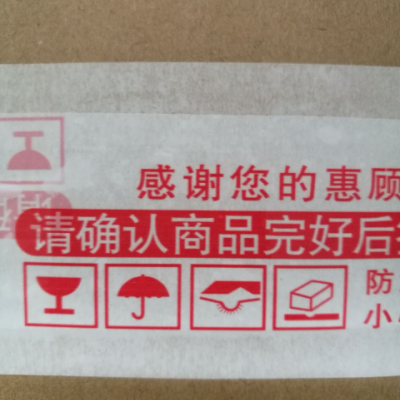 感谢您的惠顾
请确认商品完好后
防
小